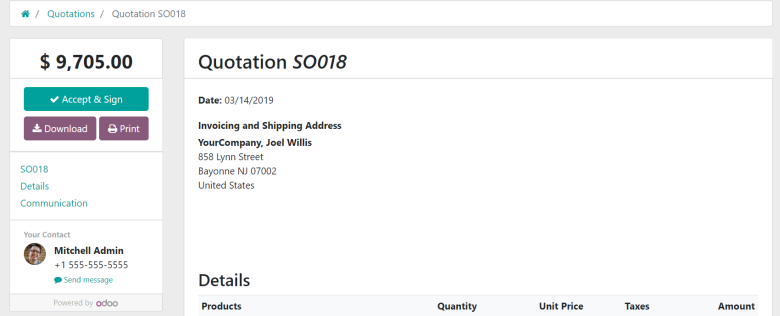 / Quotations / Quotation SO018
$ 9,705.00
Accept & Sign
Download Print
SO018
Details
Communication
Your Contact
Mitchell Admin
+1 555-555-5555
Send message
Powered by odoo
Quotation SO018
Date: 03/14/2019
Invoicing and Shipping Address
YourCompany, Joel Willis
858 Lynn Street
Bayonne NJ 07002
United States
Details
Products Quantity Unit Price Taxes Amount